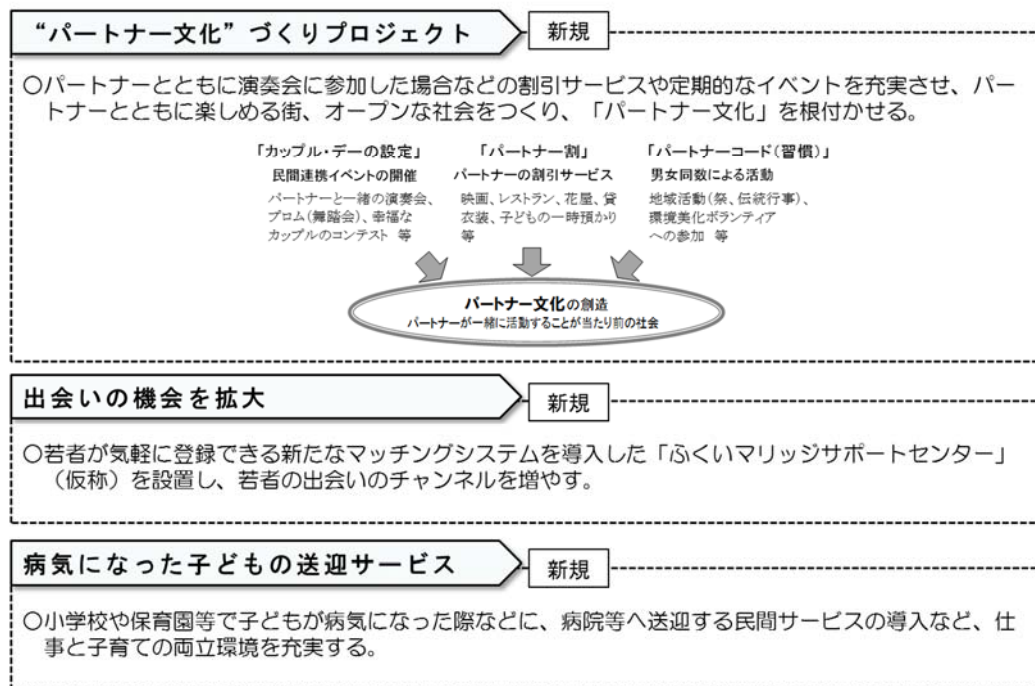 “パートナー文化”づくりプロジェクト
新規
○パートナーとともに演奏会に参加した場合などの割引サービスや定期的なイベントを充実させ、パー
トナーとともに楽しめる街、オープンな社会をつくり、「パートナー文化」を根付かせる。
「カップル・デーの設定」
民間連携イベントの開催
パートナーと一緒の演奏会、
プロム(舞踏会)、幸福な
カップルのコンテスト 等
「パートナー割」
パートナーの割引サービス
映画、レストラン、花屋、貸
衣装、子どもの一時預かり
等
「パートナーコード(習慣)」
男女同数による活動
地域活動(祭、伝統行事)、
環境美化ボランティア
への参加 等
パートナー文化の創造
パートナーが一緒に活動することが当たり前の社会
出会いの機会を拡大
新規
○若者が気軽に登録できる新たなマッチングシステムを導入した「ふくいマリッジサポートセンター」
（仮称）を設置し、若者の出会いのチャンネルを増やす。
病気になった子どもの送迎サービス
新規
○小学校や保育園等で子どもが病気になった際などに、病院等へ送迎する民間サービスの導入など、仕
事と子育ての両立環境を充実する。